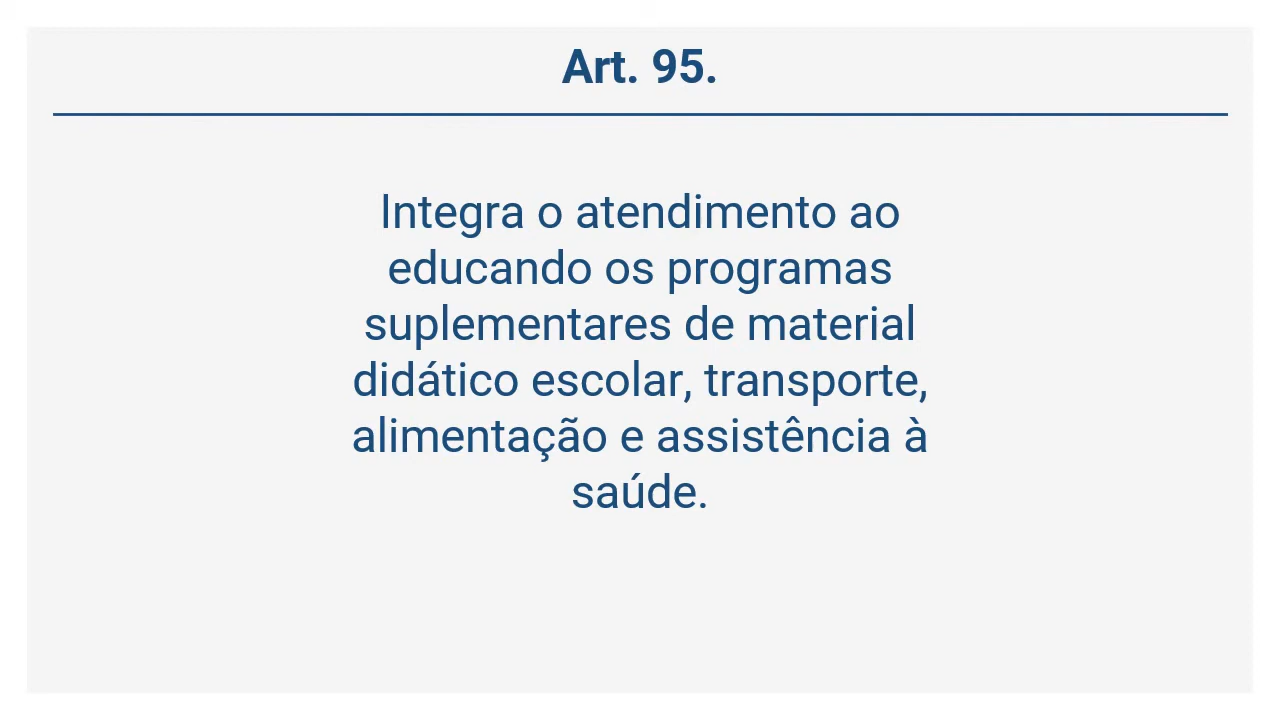 Art. 95.
Integra o atendimento ao
educando os programas
suplementares de material
didático escolar, transporte,
alimentação e assistência à
saúde.